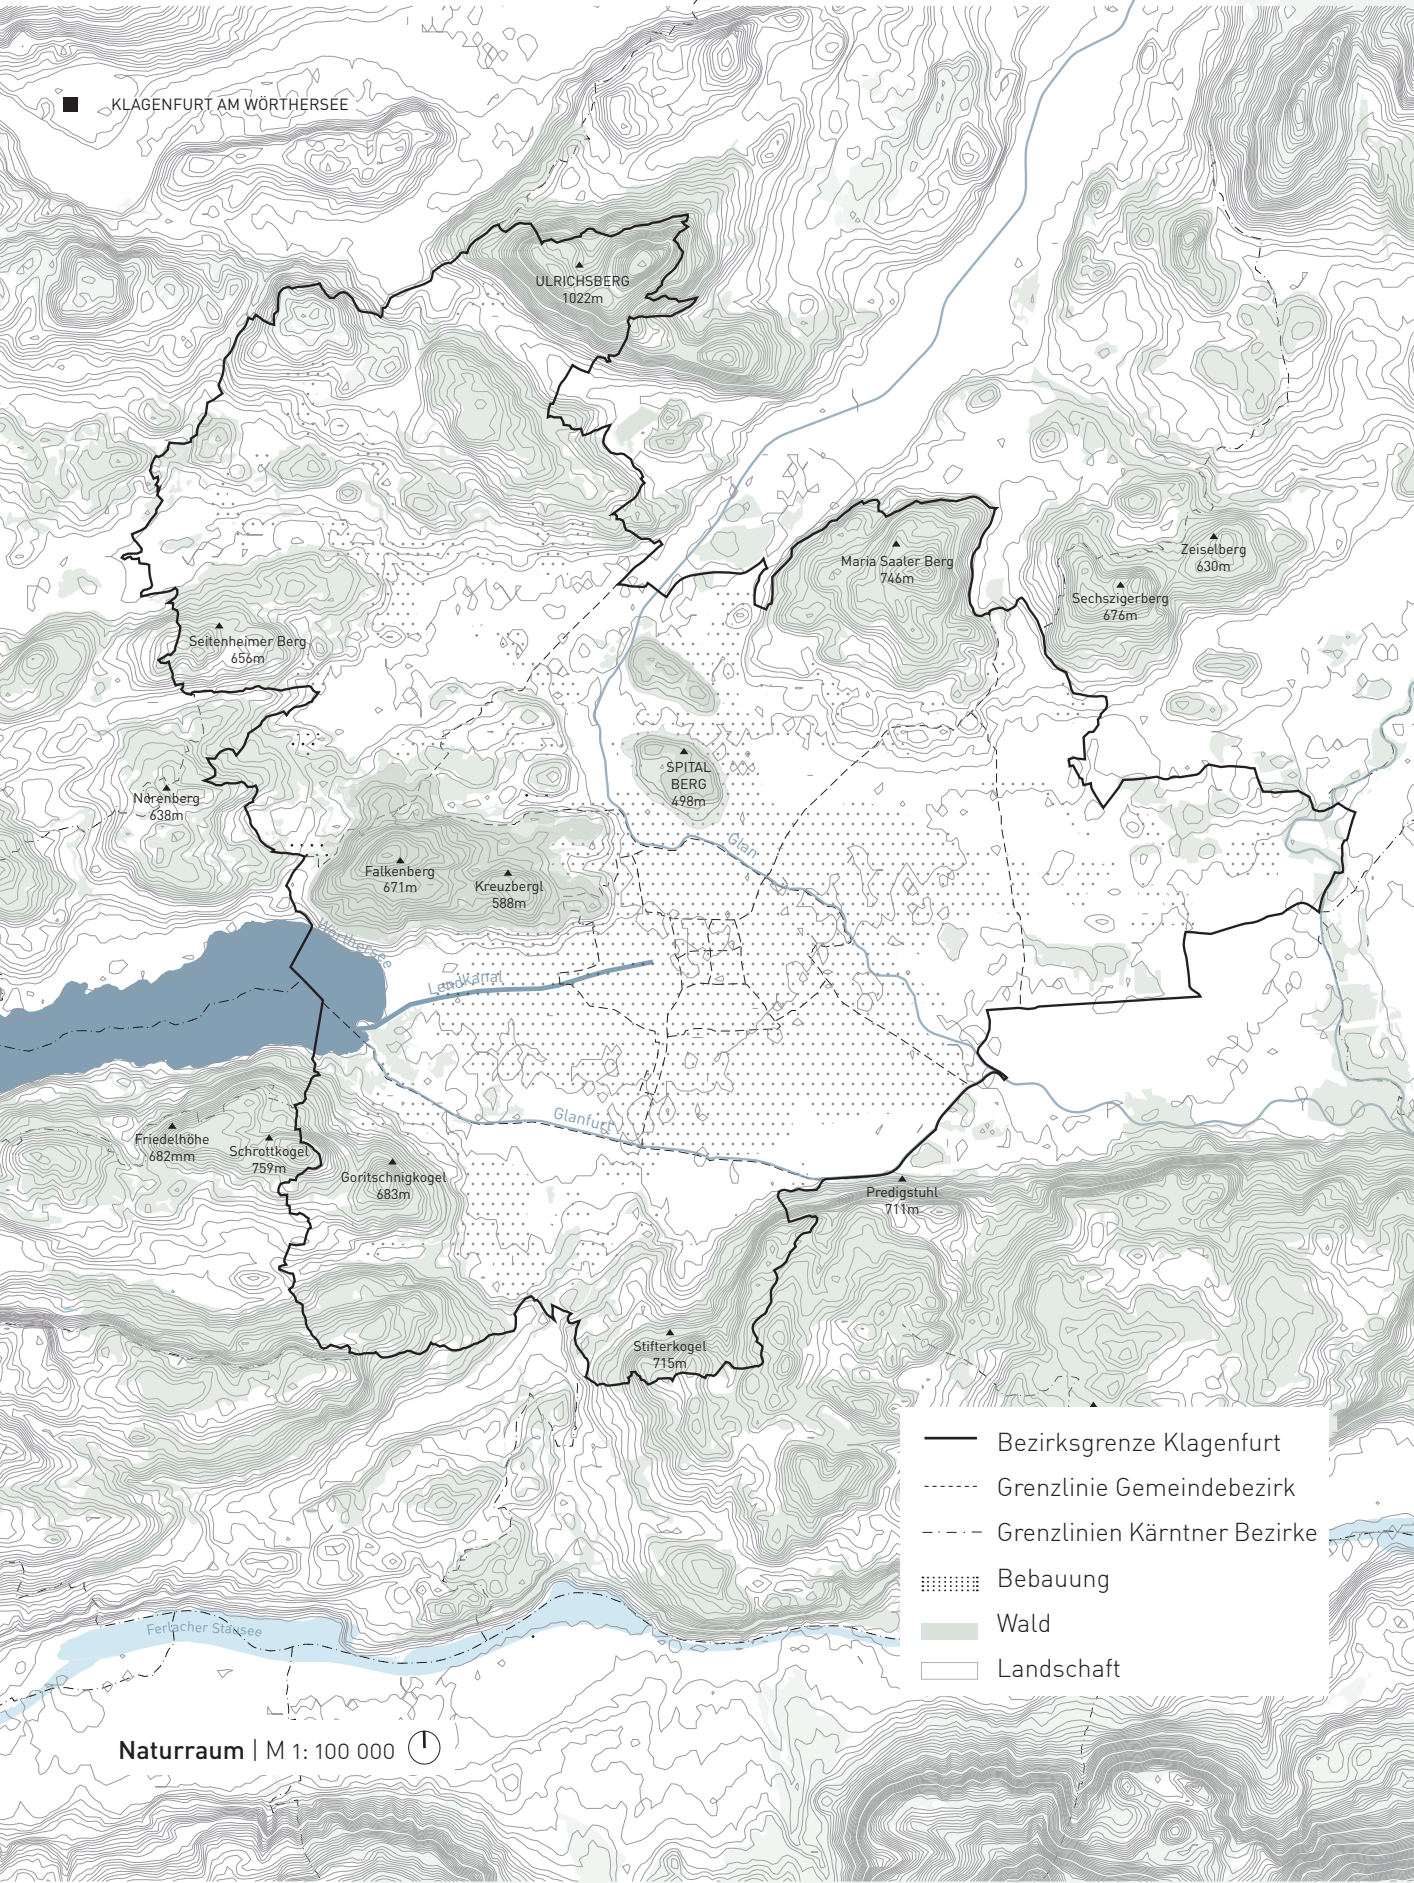 KLAGENFURT AM WÖRTHERSEE
ULRICHSBERG
1022m
Maria Saaler Berg
746m
Zeiselberg
630m
Sechszigerberg
676m
Seitenheimer Berg
656m
SPITAL
BERG
498m
Nörenberg
638m
Glan
Falkenberg
671m
Kreuzbergl
588m
Wörthersee
Lendkanal
Glanfurt
Friedelhöhe
682mm
Schrottkogel
759m
Goritschnigkogel
683m
Predigstuhl
711m
Stifterkogel
715m
Bezirksgrenze Klagenfurt
Grenzlinie Gemeindebezirk
Grenzlinien Kärntner Bezirke
Bebauung
Wald
Landschaft
Ferlacher Stausee
Naturraum | M 1: 100 000